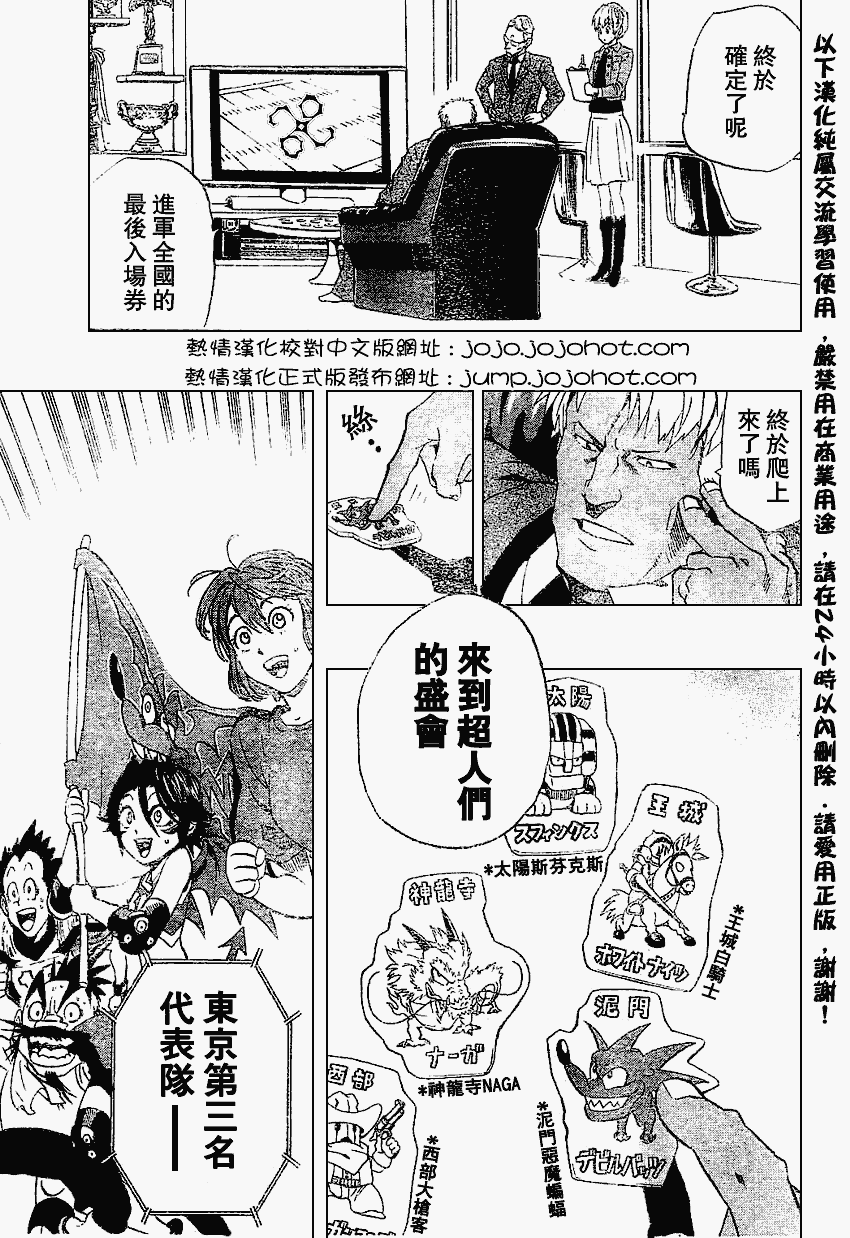 終於
確定了呢
進軍全國的
最後入場券
熱情漢化校對中文版網址：jojo.jojohot.com
熱情漢化正式版發布網址：jump.jojohot.com
終於爬上
來了嗎
絲‥
來到超人們
的盛會
太陽
スフィンクス
*太陽斯芬克斯
王城
ホワイトナイツ
*王城白騎士
神龍寺
ナーガ
*神龍寺NAGA
泥門
デビルバッツ
*泥門惡魔蝙蝠
西部
*西部大槍客
東京第三名
代表隊——
以下漢化純屬交流學習使用，嚴禁用在商業用途，請在24小時以內刪除．請愛用正版，謝謝！